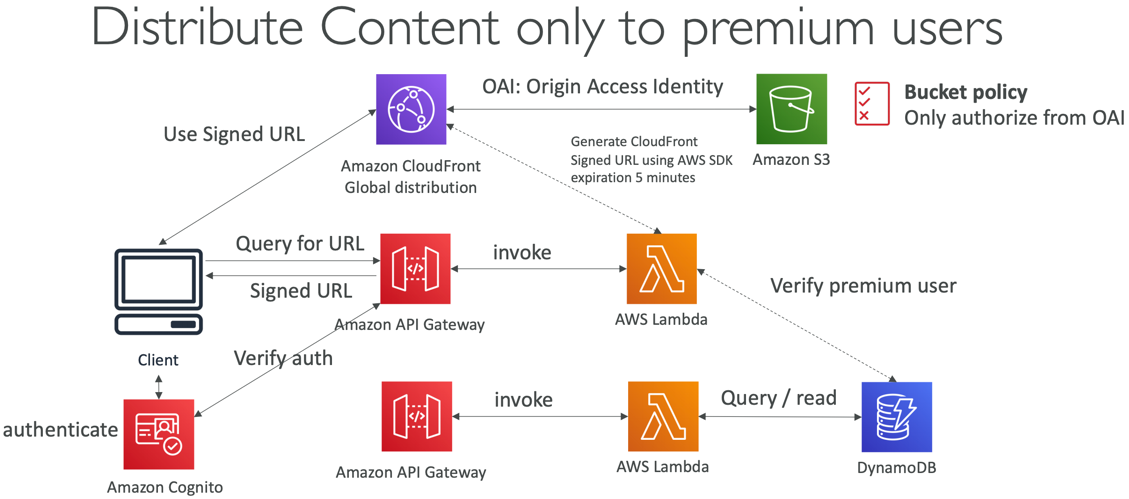 Distribute Content only to premium users
OAI: Origin Access Identity
Bucket policy
Only authorize from OAI
Use Signed URL
Amazon CloudFront
Global distribution
Generate CloudFront
Signed URL using AWS SDK
expiration 5 minutes
Amazon S3
Query for URL
Signed URL
invoke
Verify premium user
Amazon API Gateway
AWS Lambda
Client
Verify auth
authenticate
invoke
Query / read
Amazon API Gateway
AWS Lambda
DynamoDB
Amazon Cognito